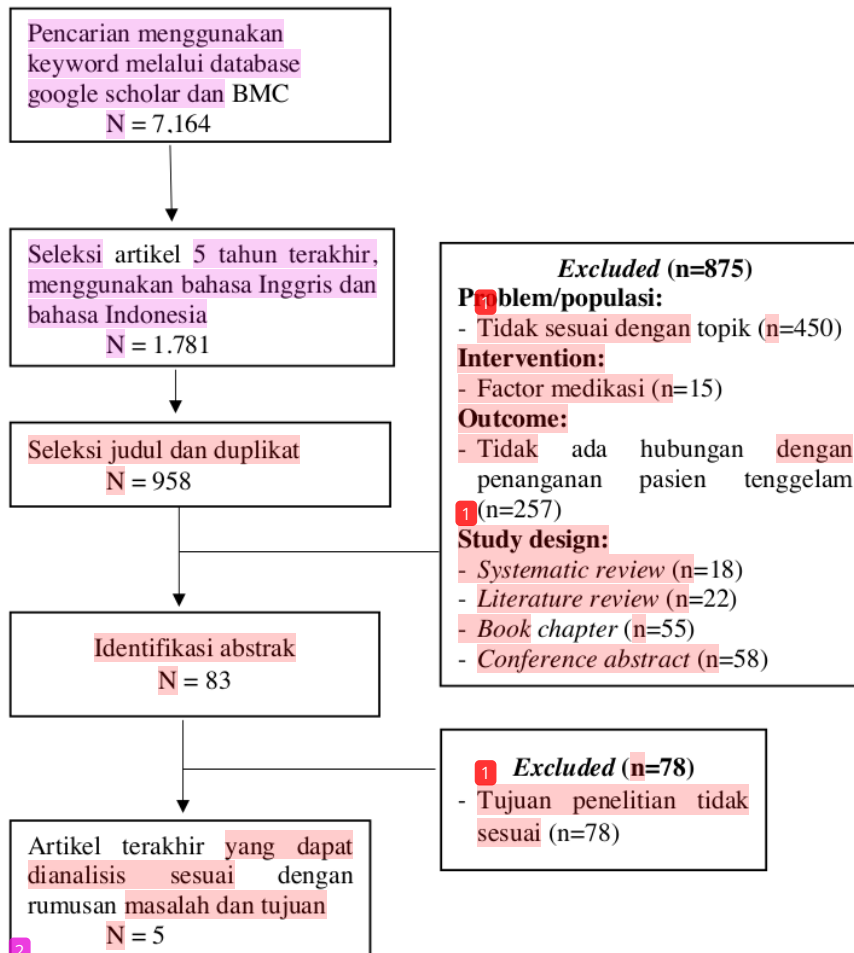 Pencarian menggunakan
keyword melalui database
google scholar dan BMC
N = 7,164
Seleksi artikel 5 tahun terakhir,
menggunakan bahasa Inggris dan
bahasa Indonesia
N = 1.781
Seleksi judul dan duplikat
N = 958
Excluded (n=875)
Problem/populasi:
1
- Tidak sesuai dengan topik (n=450)
Intervention:
- Factor medikasi (n=15)
Outcome:
- Tidak ada hubungan dengan
penanganan pasien tenggelam
1 (n=257)
Study design:
- Systematic review (n=18)
- Literature review (n=22)
- Book chapter (n=55)
- Conference abstract (n=58)
Identifikasi abstrak
N = 83
1 Excluded (n=78)
- Tujuan penelitian tidak
sesuai (n=78)
Artikel terakhir yang dapat
dianalisis sesuai dengan
rumusan masalah dan tujuan
N = 5
2